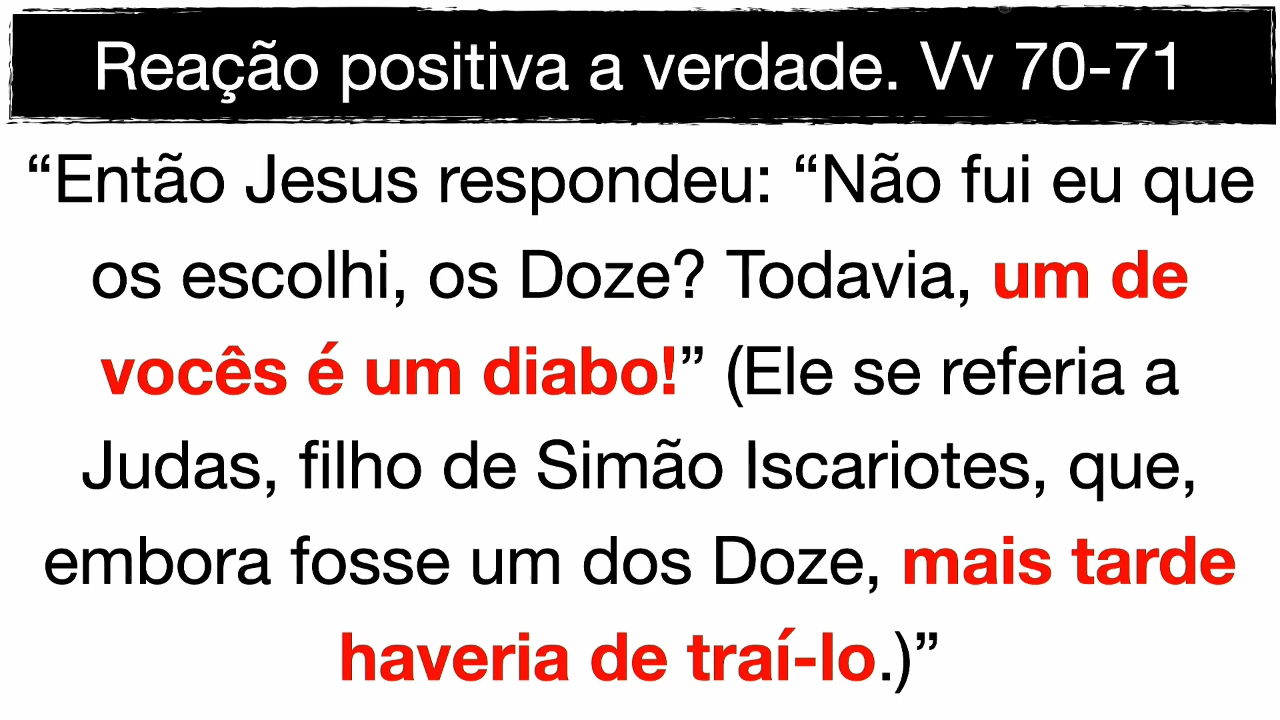 Reação positiva a verdade. Vv 70-71
“Então Jesus respondeu: “Não fui eu que
os escolhi, os Doze? Todavia, um de
vocês é um diabo!” (Ele se referia a
Judas, filho de Simão Iscariotes, que,
embora fosse um dos Doze, mais tarde
haveria de traí-lo.)”